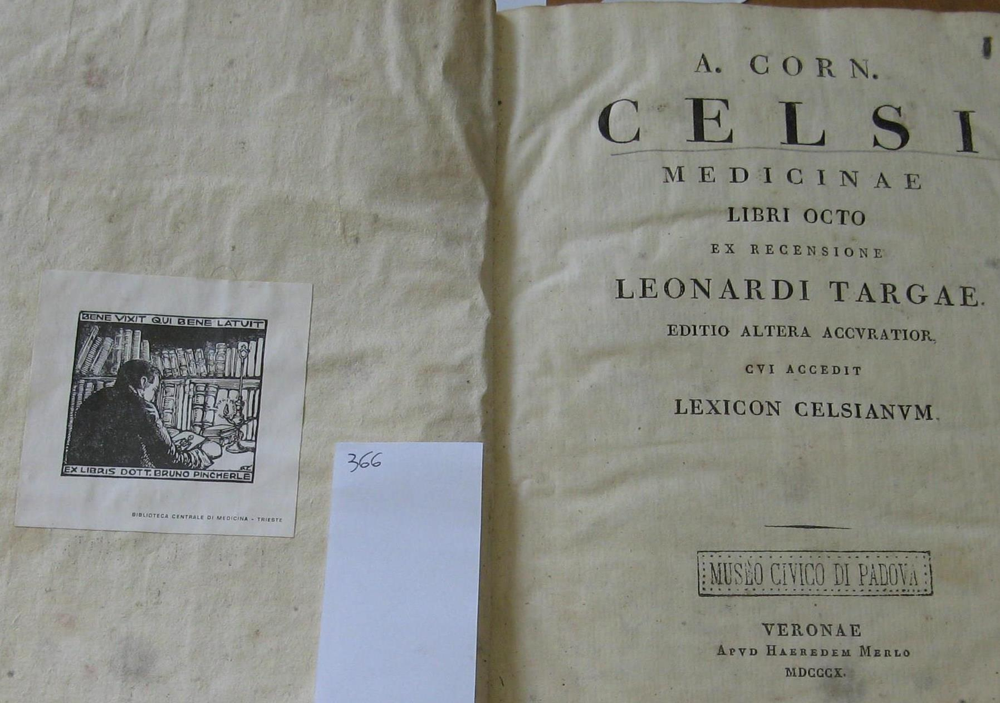 BENE VIXIT QUI BENE LATUIT
EX LIBRIS DOTT. BRUNO PINCHERLE
BIBLIOTECA CENTRALE DI MEDICINA - TRIESTE
366
A. CORN.
CELSI
MEDICINAE
LIBRI OCTO
EX RECENSIONE
LEONARDI TARGAE.
EDITIO ALTERA ACCVRATIOR,
CVI ACCEDIT
LEXICON CELSIANVM.
MUSEO CIVICO DI PADOVA
VERONAE
APVD HAEREDEM MERLO
MDCCCX.